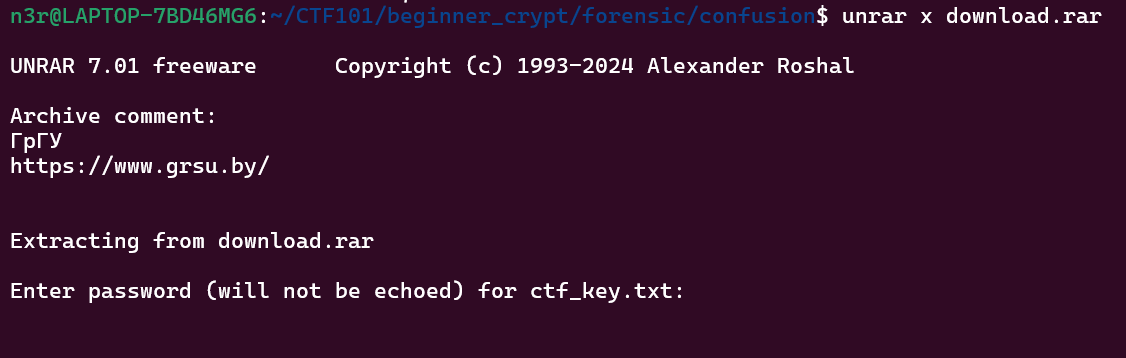 n3r@LAPTOP-7BD46MG6:~/CTF101/beginner_crypt/forensic/confusion$ unrar x download.rar
UNRAR 7.01 freeware      Copyright (c) 1993-2024 Alexander Roshal
Archive comment:
ГрГУ
https://www.grsu.by/
Extracting from download.rar
Enter password (will not be echoed) for ctf_key.txt: